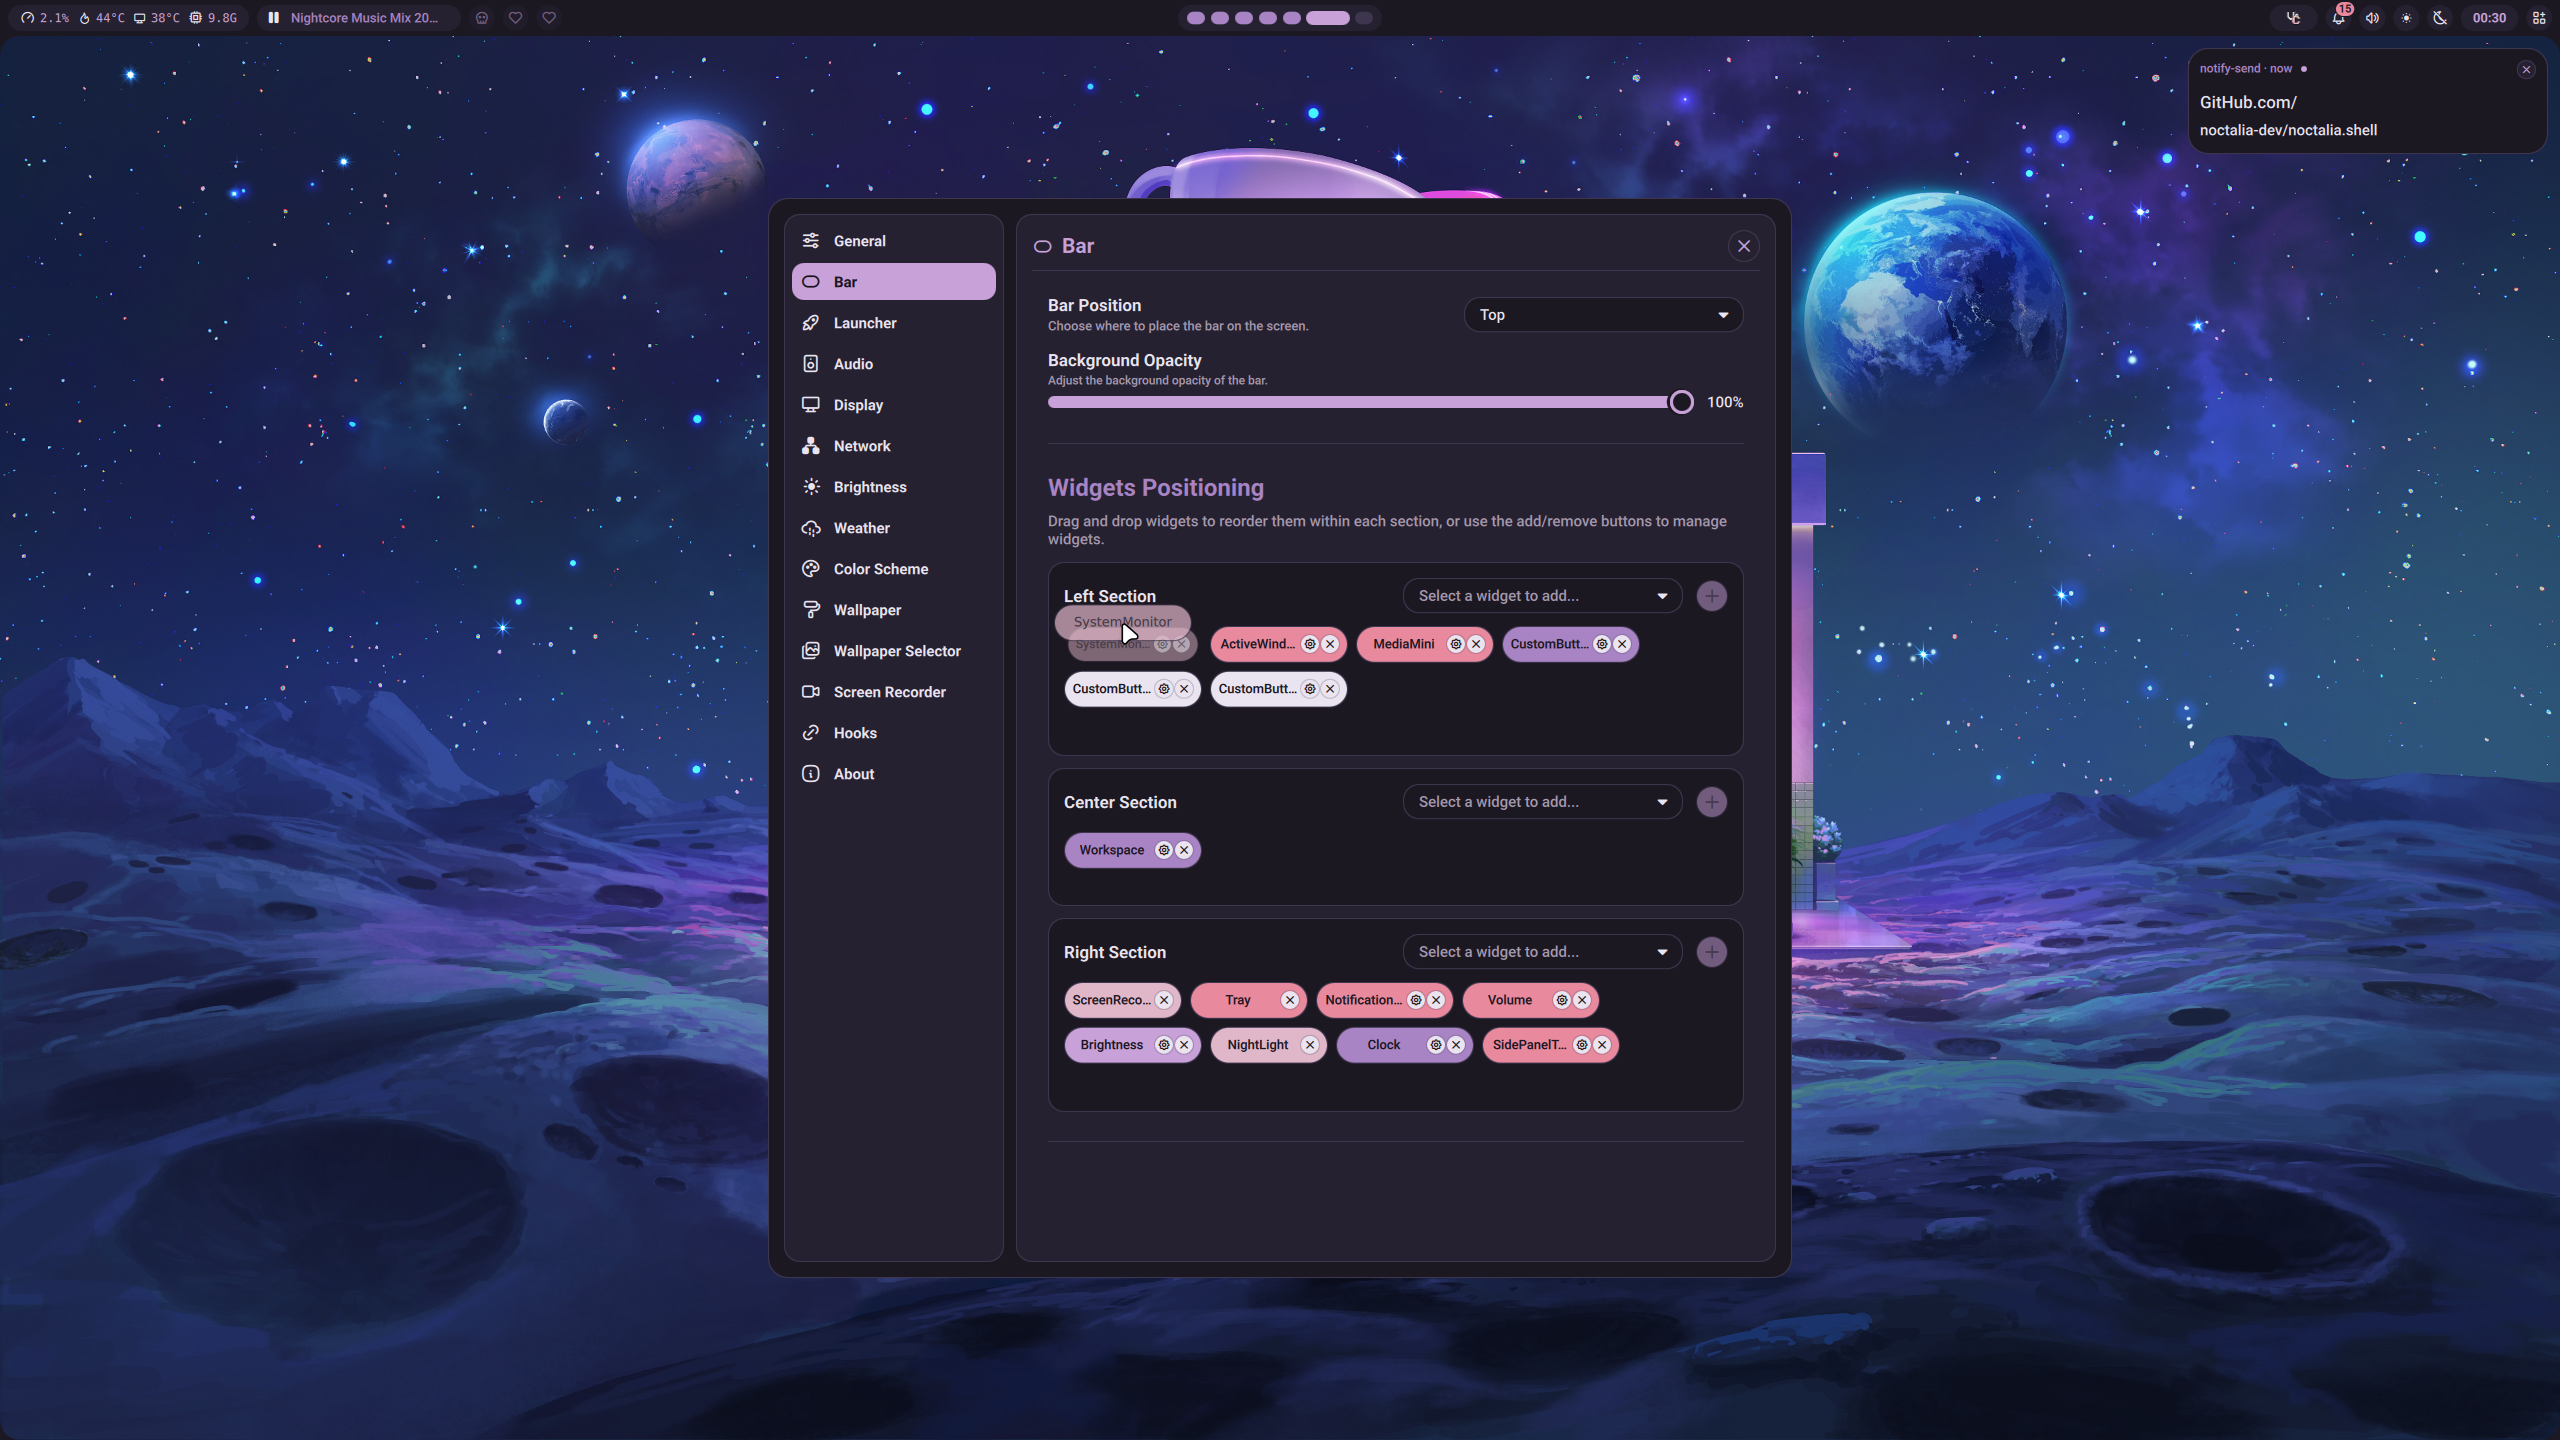 2.1% 44°C 38°C 9.8G Nightcore Music Mix 20... 15 00:30
notify-send · now
GitHub.com/
noctalia-dev/noctalia.shell
General
Bar
Launcher
Audio
Display
Network
Brightness
Weather
Color Scheme
Wallpaper
Wallpaper Selector
Screen Recorder
Hooks
About
Bar
Bar Position
Choose where to place the bar on the screen.
Top
Background Opacity
Adjust the background opacity of the bar.
100%
Widgets Positioning
Drag and drop widgets to reorder them within each section, or use the add/remove buttons to manage
widgets.
Left Section
Select a widget to add...
SystemMonitor
SystemMon... ActiveWind... MediaMini CustomButt...
CustomButt... CustomButt...
Center Section
Select a widget to add...
Workspace
Right Section
Select a widget to add...
ScreenReco... Tray Notification... Volume
Brightness NightLight Clock SidePanelT...